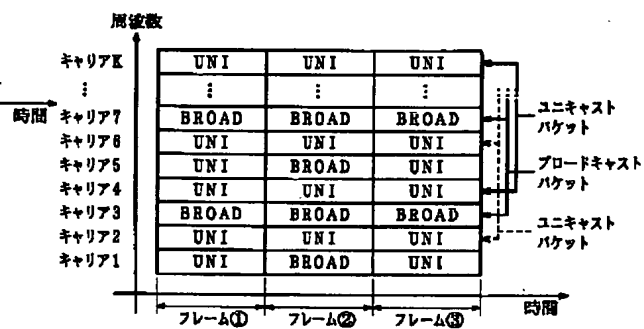 周波数
キャリアK UNI UNI UNI
⋮ ⋮ ⋮ ⋮
時間
キャリア7 BROAD BROAD BROAD
キャリア6 UNI UNI UNI
キャリア5 UNI BROAD UNI
キャリア4 UNI UNI UNI
キャリア3 BROAD BROAD BROAD
キャリア2 UNI UNI UNI
キャリア1 UNI BROAD UNI
ユニキャスト
パケット
ブロードキャスト
パケット
ユニキャスト
パケット
時間
フレーム① フレーム② フレーム③